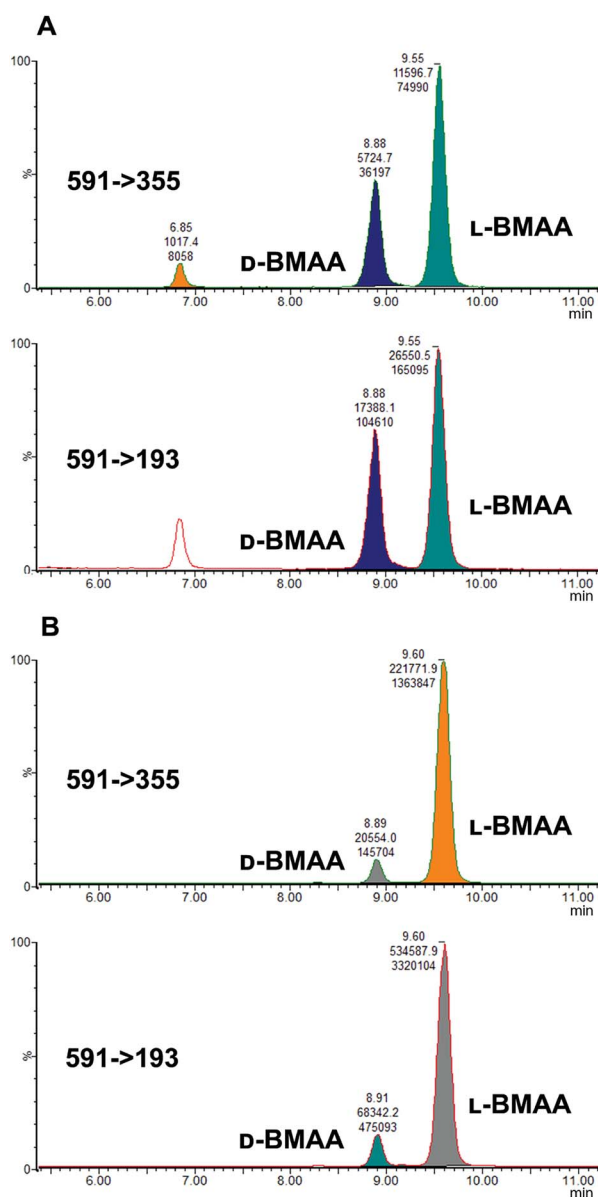 A
100
%
0
591->355
6.85
1017.4
8058
D-BMAA
8.88
5724.7
36197
9.55
11596.7
74990
L-BMAA
6.00 7.00 8.00 9.00 10.00 11.00
min
100
%
0
591->193
D-BMAA
8.88
17388.1
104610
9.55
26550.5
165095
L-BMAA
6.00 7.00 8.00 9.00 10.00 11.00
min
B
100
%
0
591->355
D-BMAA
8.89
20554.0
145704
9.60
221771.9
1363847
L-BMAA
6.00 7.00 8.00 9.00 10.00 11.00
min
100
%
0
591->193
D-BMAA
8.91
68342.2
475093
9.60
534587.9
3320104
L-BMAA
6.00 7.00 8.00 9.00 10.00 11.00
min